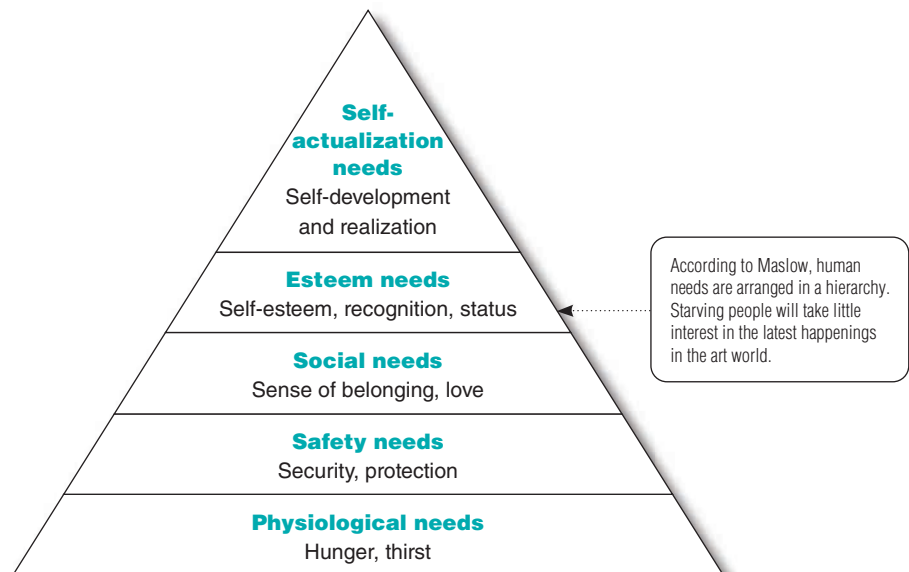 Self-
actualization
needs
Self-development
and realization
Esteem needs
Self-esteem, recognition, status
Social needs
Sense of belonging, love
Safety needs
Security, protection
Physiological needs
Hunger, thirst
According to Maslow, human
needs are arranged in a hierarchy.
Starving people will take little
interest in the latest happenings
in the art world.